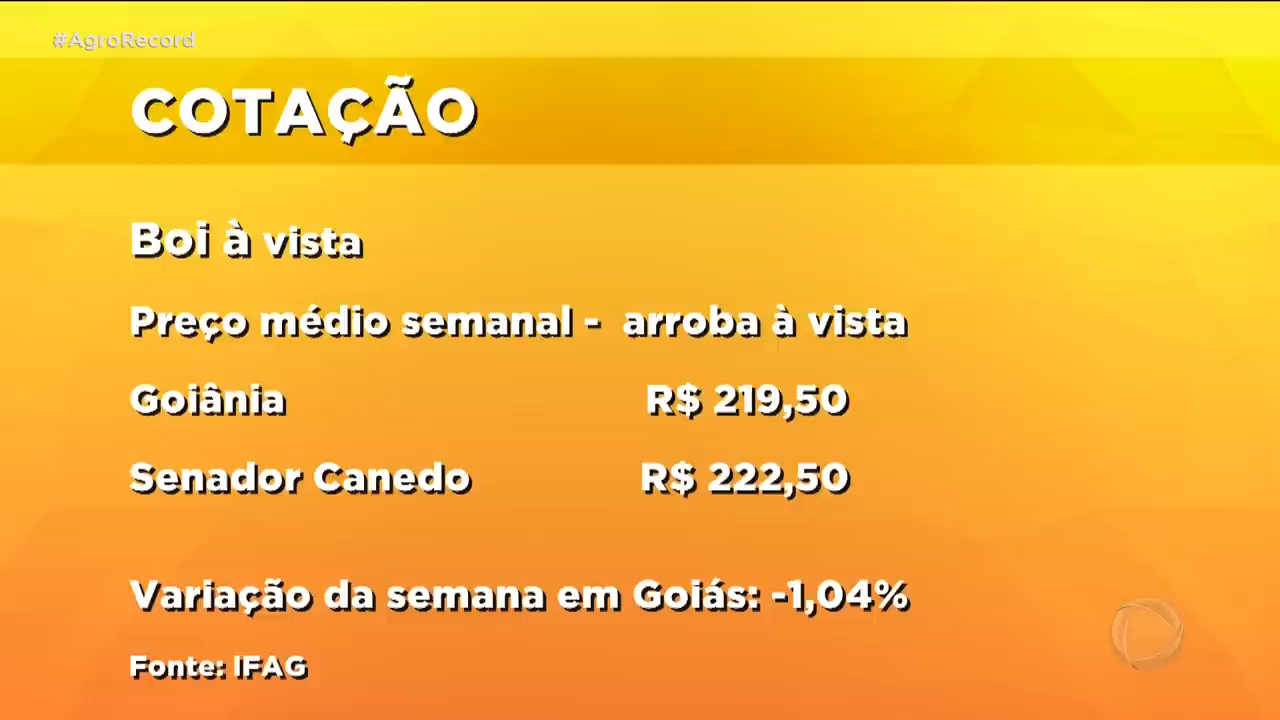 #AgroRecord
COTAÇÃO
Boi à vista
Preço médio semanal - arroba à vista
Goiânia R$ 219,50
Senador Canedo R$ 222,50
Variação da semana em Goiás: -1,04%
Fonte: IFAG